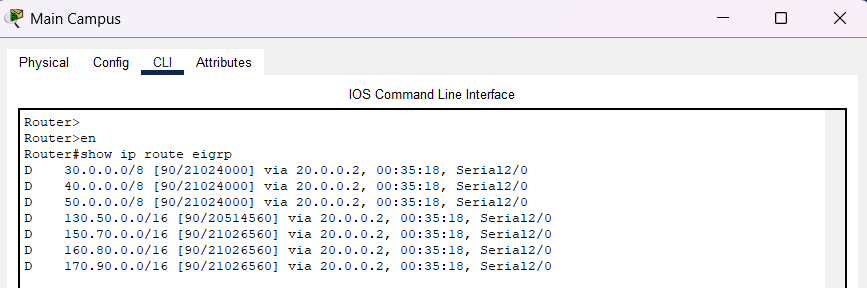 Main Campus
Physical Config CLI Attributes
IOS Command Line Interface
Router>
Router>en
Router#show ip route eigrp
D    30.0.0.0/8 [90/21024000] via 20.0.0.2, 00:35:18, Serial2/0
D    40.0.0.0/8 [90/21024000] via 20.0.0.2, 00:35:18, Serial2/0
D    50.0.0.0/8 [90/21024000] via 20.0.0.2, 00:35:18, Serial2/0
D    130.50.0.0/16 [90/20514560] via 20.0.0.2, 00:35:18, Serial2/0
D    150.70.0.0/16 [90/21026560] via 20.0.0.2, 00:35:18, Serial2/0
D    160.80.0.0/16 [90/21026560] via 20.0.0.2, 00:35:18, Serial2/0
D    170.90.0.0/16 [90/21026560] via 20.0.0.2, 00:35:18, Serial2/0